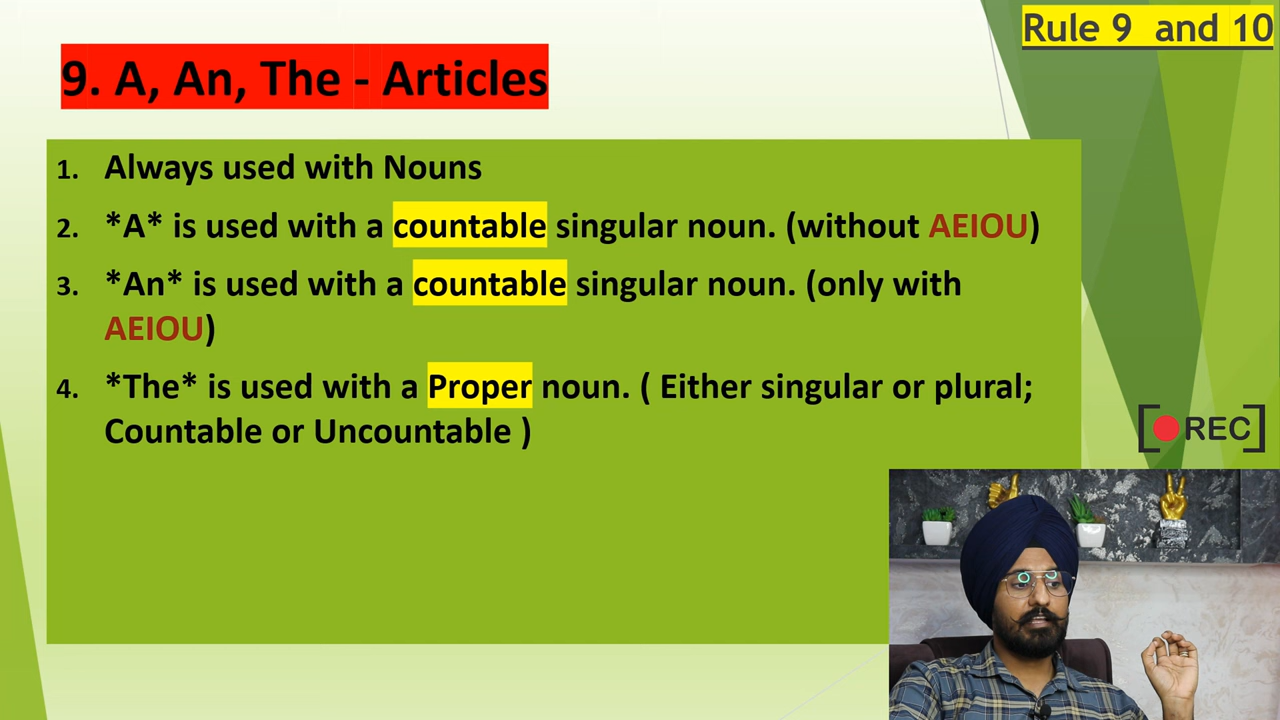 Rule 9 and 10
9. A, An, The - Articles
1. Always used with Nouns
2. *A* is used with a countable singular noun. (without AEIOU)
3. *An* is used with a countable singular noun. (only with
AEIOU)
4. *The* is used with a Proper noun. ( Either singular or plural;
Countable or Uncountable )
REC